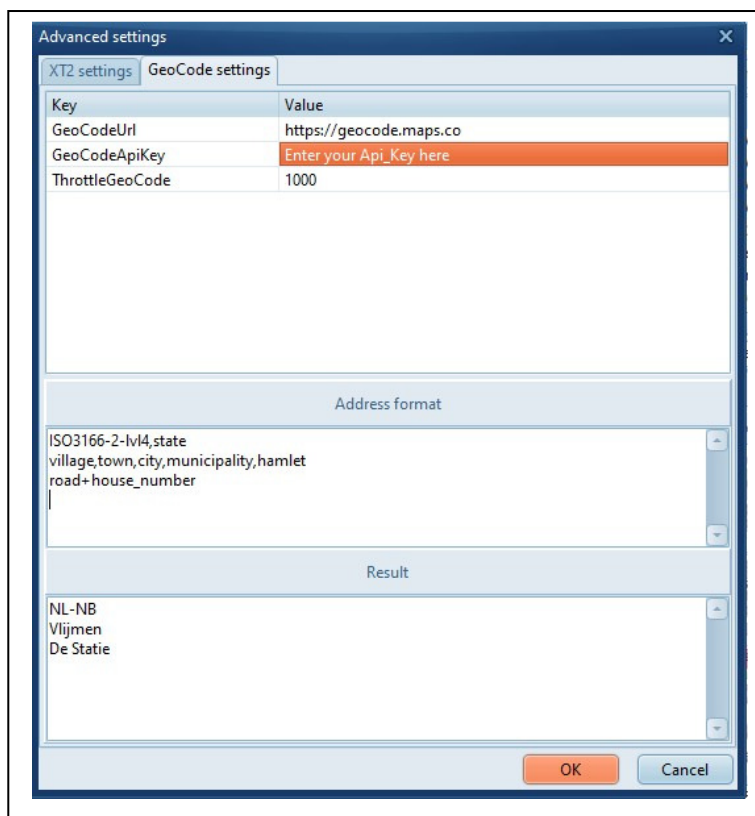 Advanced settings
XT2 settings GeoCode settings
Key Value
GeoCodeUrl https://geocode.maps.co
GeoCodeApiKey Enter your Api_Key here
ThrottleGeoCode 1000
Address format
ISO3166-2-lvl4,state
village,town,city,municipality,hamlet
road+house_number
Result
NL-NB
Vlijmen
De Statie
OK Cancel